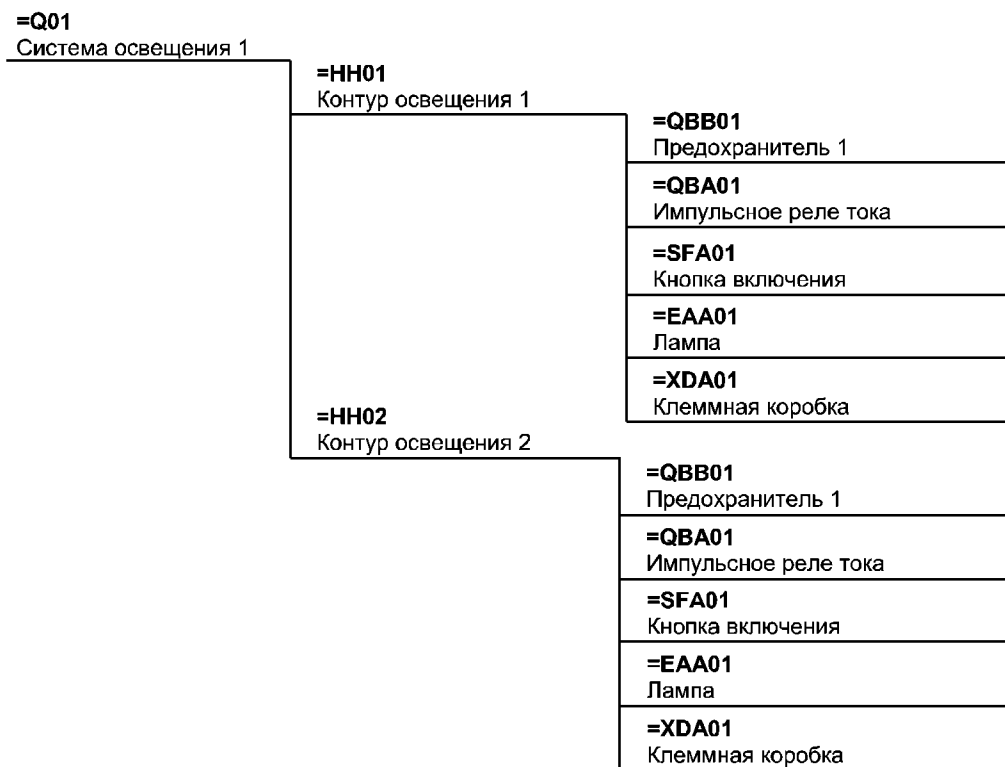 =Q01
Система освещения 1
=HH01
Контур освещения 1
=QBB01
Предохранитель 1
=QBA01
Импульсное реле тока
=SFA01
Кнопка включения
=EAA01
Лампа
=XDA01
Клеммная коробка
=HH02
Контур освещения 2
=QBB01
Предохранитель 1
=QBA01
Импульсное реле тока
=SFA01
Кнопка включения
=EAA01
Лампа
=XDA01
Клеммная коробка